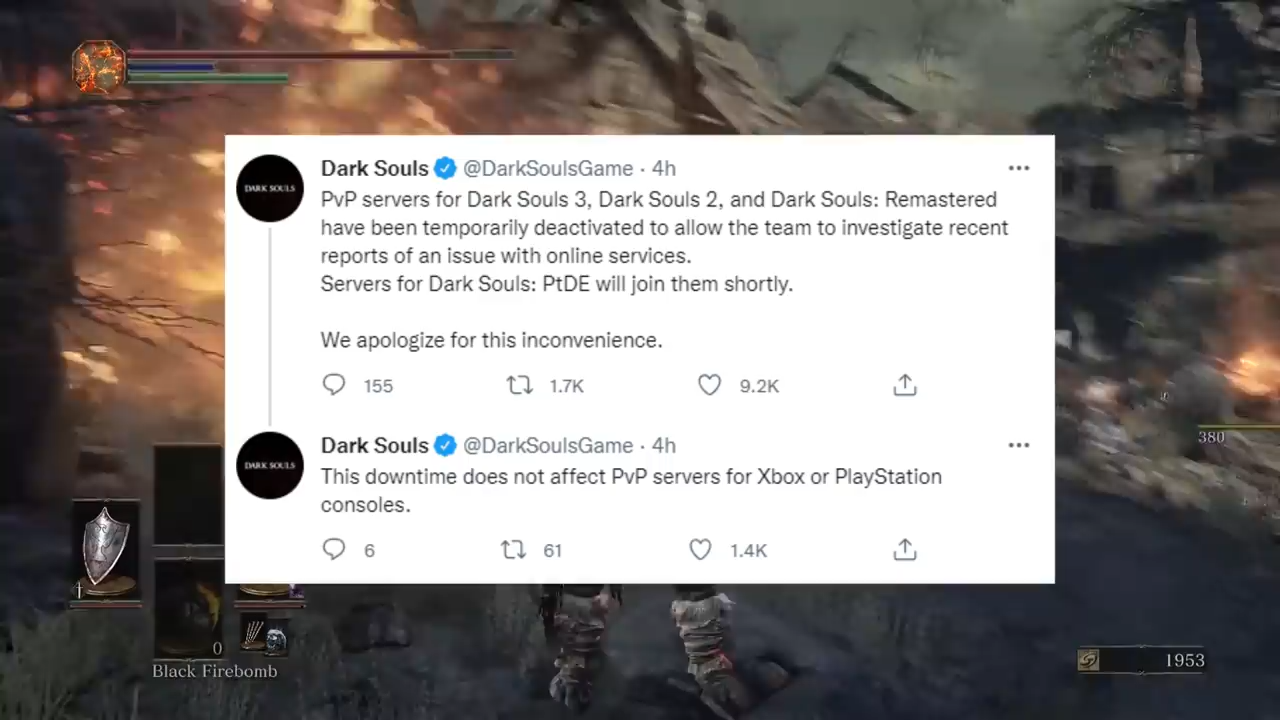 Dark Souls @DarkSoulsGame · 4h
DARK SOULS
PvP servers for Dark Souls 3, Dark Souls 2, and Dark Souls: Remastered
have been temporarily deactivated to allow the team to investigate recent
reports of an issue with online services.
Servers for Dark Souls: PtDE will join them shortly.
We apologize for this inconvenience.
155 1.7K 9.2K
380
Dark Souls @DarkSoulsGame · 4h
DARK SOULS
This downtime does not affect PvP servers for Xbox or PlayStation
consoles.
6 61 1.4K
0
Black Firebomb
1953